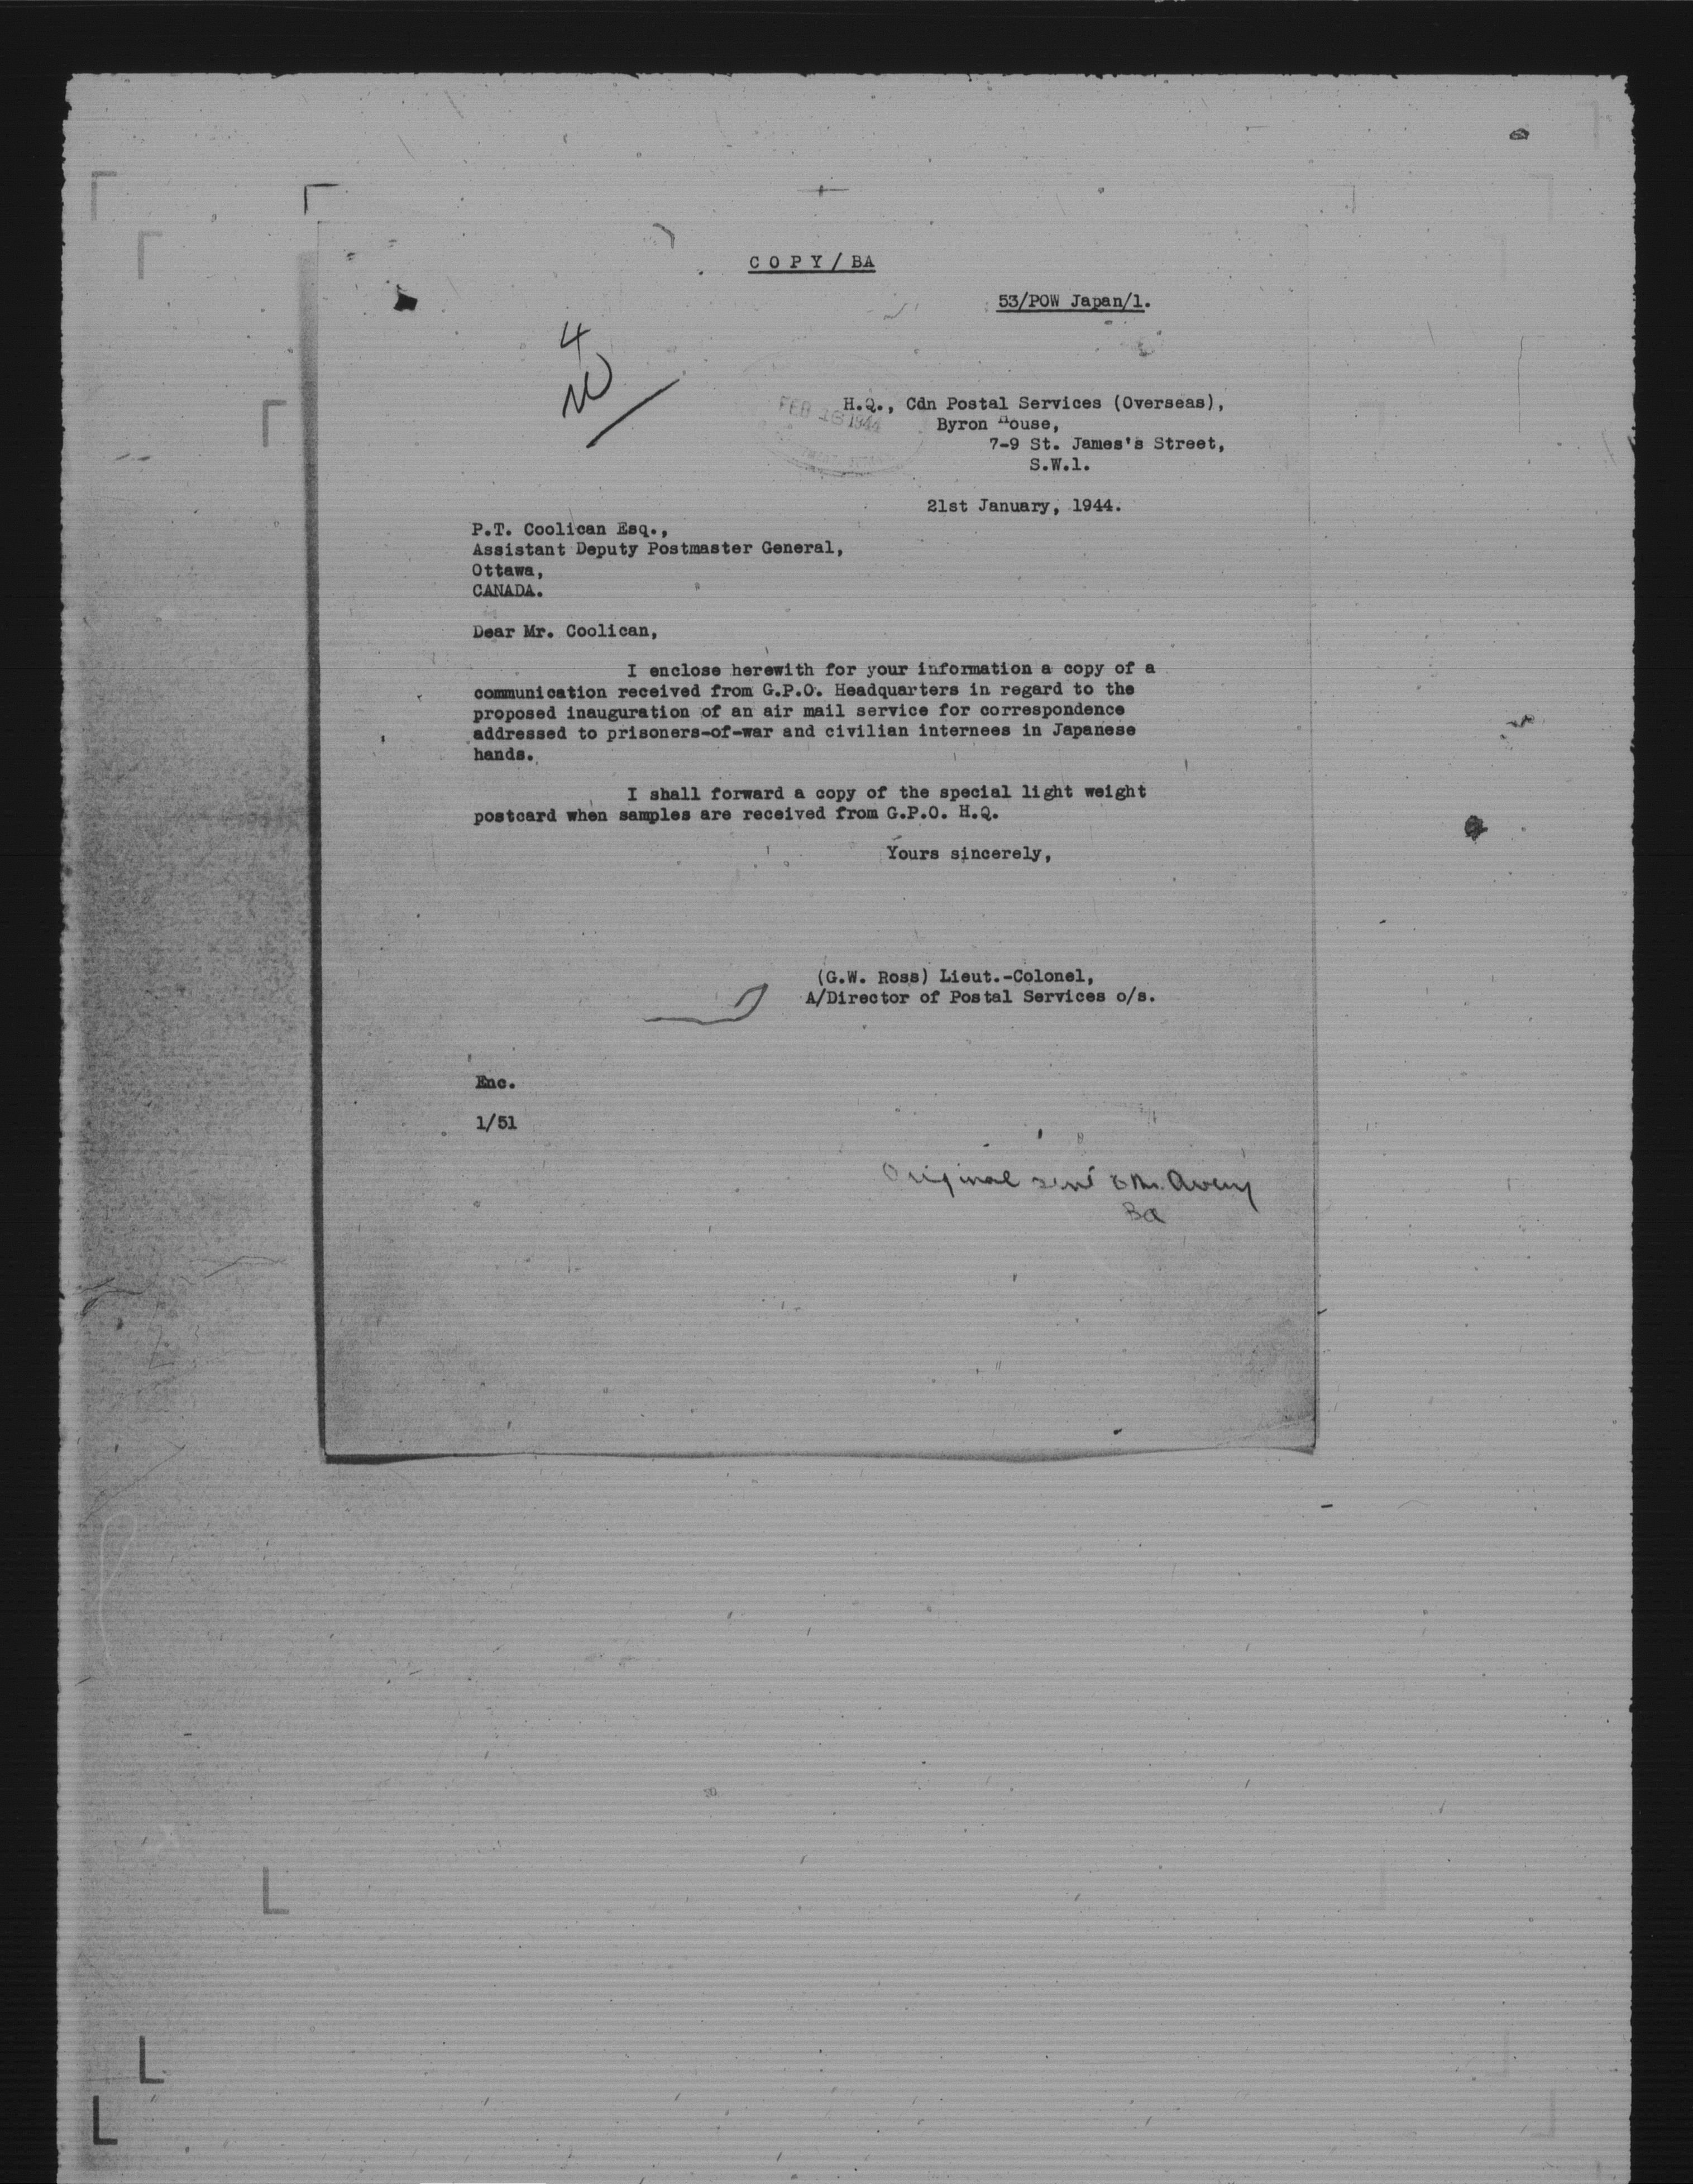 C O P Y / BA
53/POW Japan/1.
4
FEB 16 1944
H.Q., Cdn Postal Services (Overseas),
Byron House,
7-9 St. James's Street,
S.W.1.
21st January, 1944.
P.T. Coolican Esq.,
Assistant Deputy Postmaster General,
Ottawa,
CANADA.
Dear Mr. Coolican,
I enclose herewith for your information a copy of a
communication received from G.P.O. Headquarters in regard to the
proposed inauguration of an air mail service for correspondence
addressed to prisoners-of-war and civilian internees in Japanese
hands.
I shall forward a copy of the special light weight
postcard when samples are received from G.P.O. H.Q.
Yours sincerely,
(G.W. Ross) Lieut.-Colonel,
A/Director of Postal Services o/s.
Enc.
1/51
Original sent to Mr. Avery
Ba